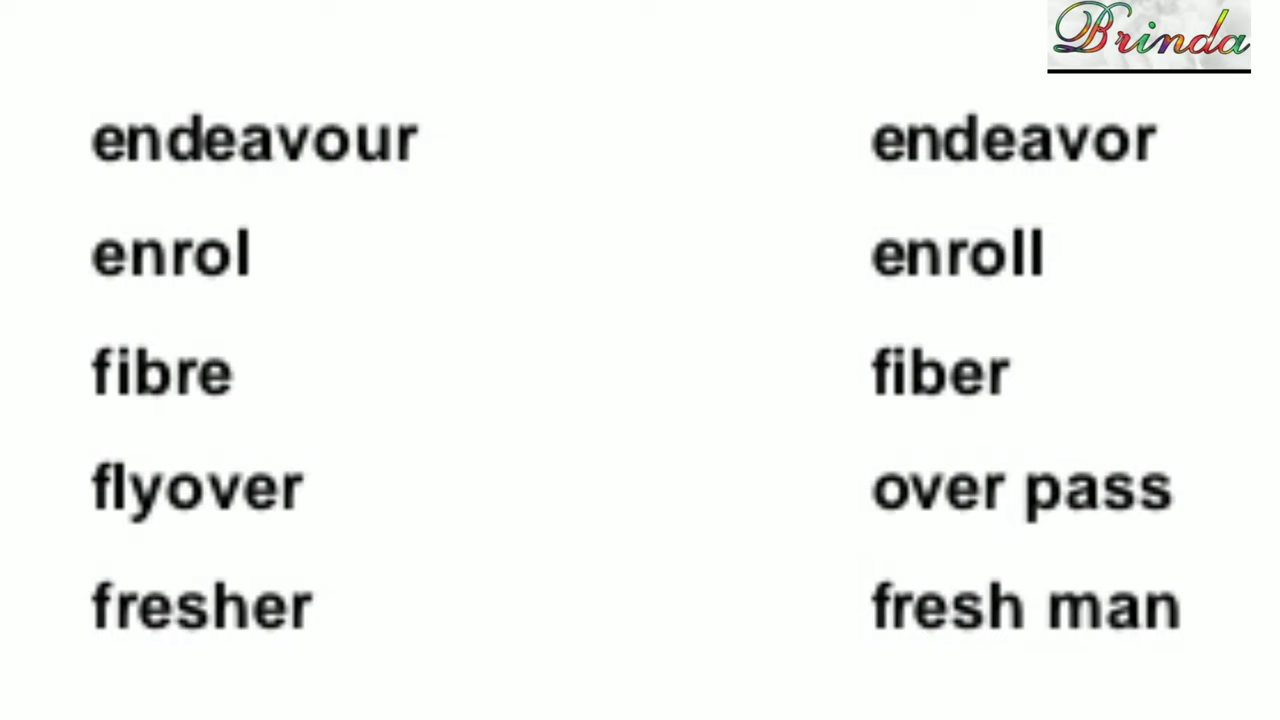 Brinda
endeavour endeavor
enrol enroll
fibre fiber
flyover over pass
fresher fresh man